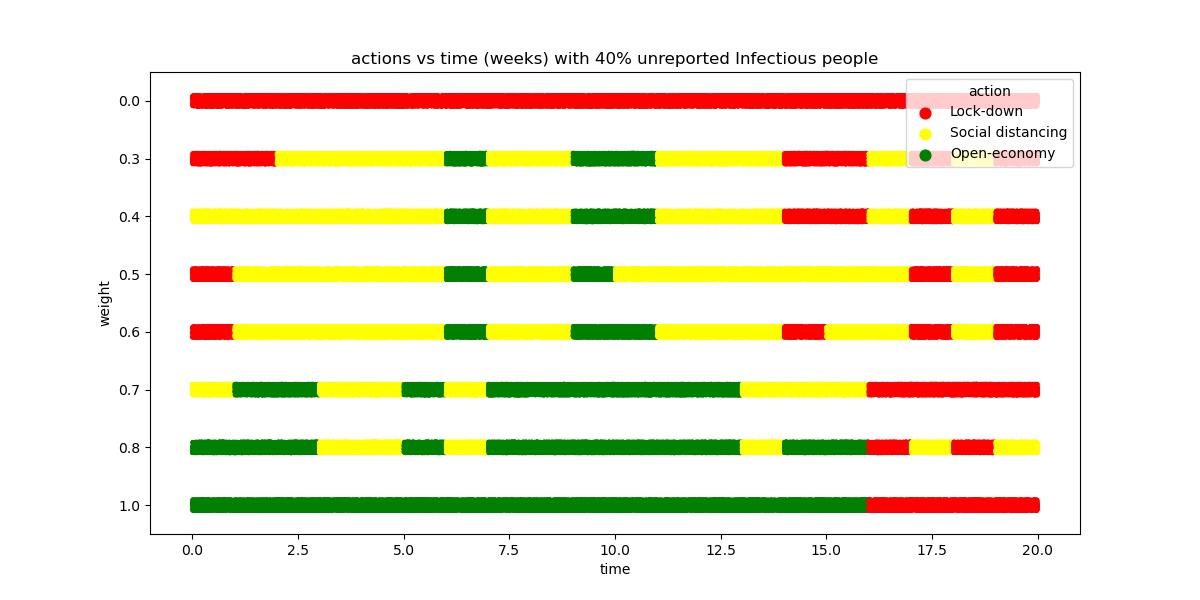 actions vs time (weeks) with 40% unreported Infectious people
action
Lock-down
Social distancing
Open-economy
weight
0.0
0.3
0.4
0.5
0.6
0.7
0.8
1.0
0.0 2.5 5.0 7.5 10.0 12.5 15.0 17.5 20.0
time